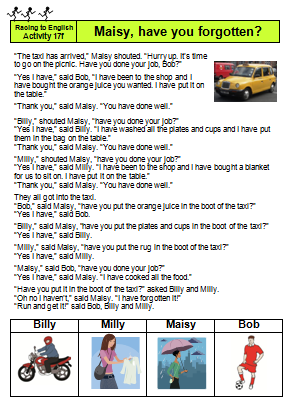 Racing to English
Activity 17f
Maisy, have you forgotten?
"The taxi has arrived," Maisy shouted. "Hurry up. It's time
to go on the picnic. Have you done your job, Bob?"
"Yes I have," said Bob, "I have been to the shop and I
have bought the orange juice you wanted. I have put it on
the table."
"Thank you," said Maisy. "You have done well."
"Billy," shouted Maisy, "have you done your job?"
"Yes I have," said Billy. "I have washed all the plates and cups and I have put
them in the bag on the table."
"Thank you," said Maisy. "You have done well."
"Milly," shouted Maisy, "have you done your job?"
"Yes I have," said Milly. "I have been to the shop and I have bought a blanket
for us to sit on. I have put it on the table."
"Thank you," said Maisy. "You have done well."
They all got into the taxi.
"Bob," said Maisy, "have you put the orange juice in the boot of the taxi?"
"Yes I have," said Bob.
"Billy," said Maisy, "have you put the plates and cups in the boot of the taxi?"
"Yes I have," said Billy.
"Milly," said Maisy, "have you put the rug in the boot of the taxi?"
"Yes I have," said Milly.
"Maisy," said Bob, "have you done your job?"
"Yes I have," said Maisy. "I have cooked all the food."
"Have you put it in the boot of the taxi?" asked Billy and Milly.
"Oh no I haven't," said Maisy. "I have forgotten it!"
"Run and get it!" said Bob, Billy and Milly.
Billy Milly Maisy Bob